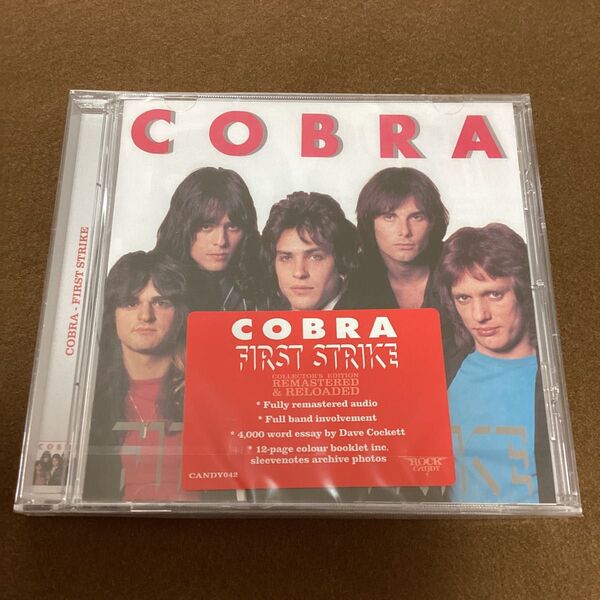 COBRA
COBRA - FIRST STRIKE
COBRA
FIRST STRIKE
COLLECTOR'S EDITION
REMASTERED
& RELOADED
* Fully remastered audio
* Full band involvement
* 4,000 word essay by Dave Cockett
* 12-page colour booklet inc.
sleevenotes archive photos
CANDY042
ROCK
CANDY
COBRA